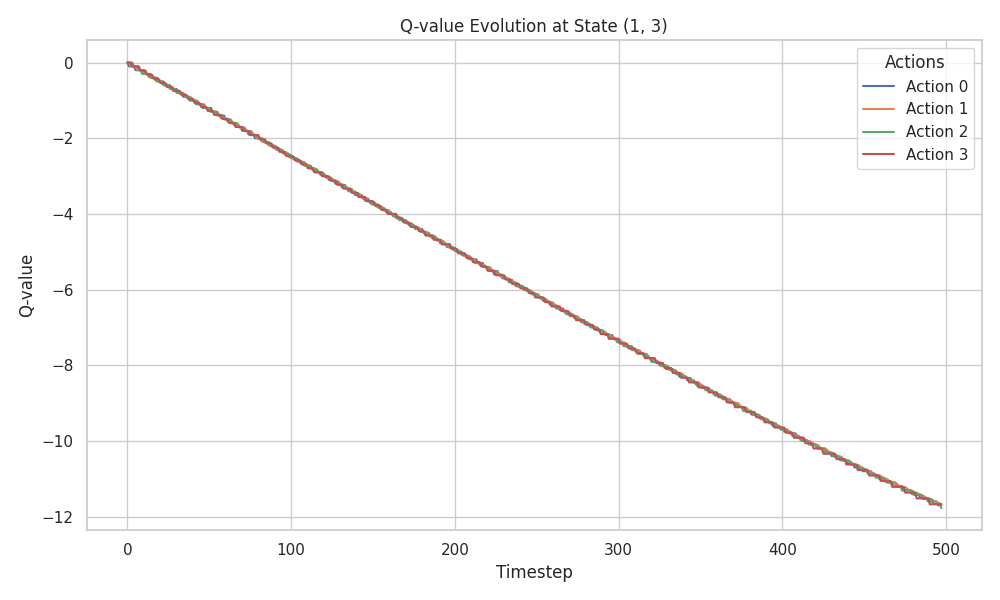 Q-value Evolution at State (1, 3)
Q-value
0
−2
−4
−6
−8
−10
−12
Actions
Action 0
Action 1
Action 2
Action 3
0 100 200 300 400 500
Timestep